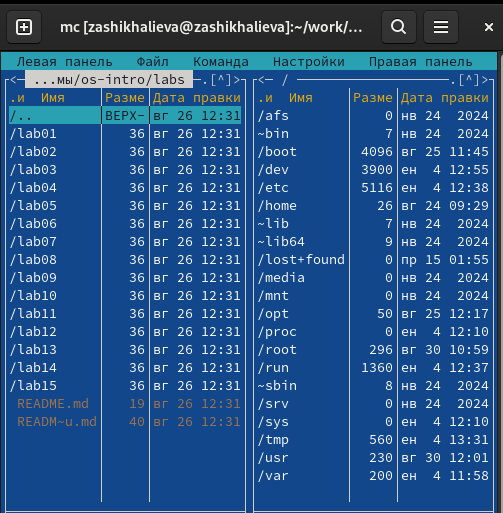 mc [zashikhalieva@zashikhalieva]:~/work/...
Левая панель Файл Команда Настройки Правая панель
<— ...мы/os-intro/labs —.[^]>
.и Имя Разме Дата правки
/.. ВЕРХ- вг 26 12:31
/lab01 36 вг 26 12:31
/lab02 36 вг 26 12:31
/lab03 36 вг 26 12:31
/lab04 36 вг 26 12:31
/lab05 36 вг 26 12:31
/lab06 36 вг 26 12:31
/lab07 36 вг 26 12:31
/lab08 36 вг 26 12:31
/lab09 36 вг 26 12:31
/lab10 36 вг 26 12:31
/lab11 36 вг 26 12:31
/lab12 36 вг 26 12:31
/lab13 36 вг 26 12:31
/lab14 36 вг 26 12:31
/lab15 36 вг 26 12:31
README.md 19 вг 26 12:31
READM~u.md 40 вг 26 12:31
<— / —.[^]>
.и Имя Разме Дата правки
/afs 0 нв 24 2024
~bin 7 нв 24 2024
/boot 4096 вг 25 11:45
/dev 3900 ен 4 12:55
/etc 5116 ен 4 12:38
/home 26 вг 24 09:29
~lib 7 нв 24 2024
~lib64 9 нв 24 2024
/lost+found 0 пр 15 01:55
/media 0 нв 24 2024
/mnt 0 нв 24 2024
/opt 50 вг 25 12:17
/proc 0 ен 4 12:10
/root 296 вг 30 10:59
/run 1360 ен 4 12:37
~sbin 8 нв 24 2024
/srv 0 нв 24 2024
/sys 0 ен 4 12:10
/tmp 560 ен 4 13:31
/usr 230 вг 30 12:01
/var 200 ен 4 11:58